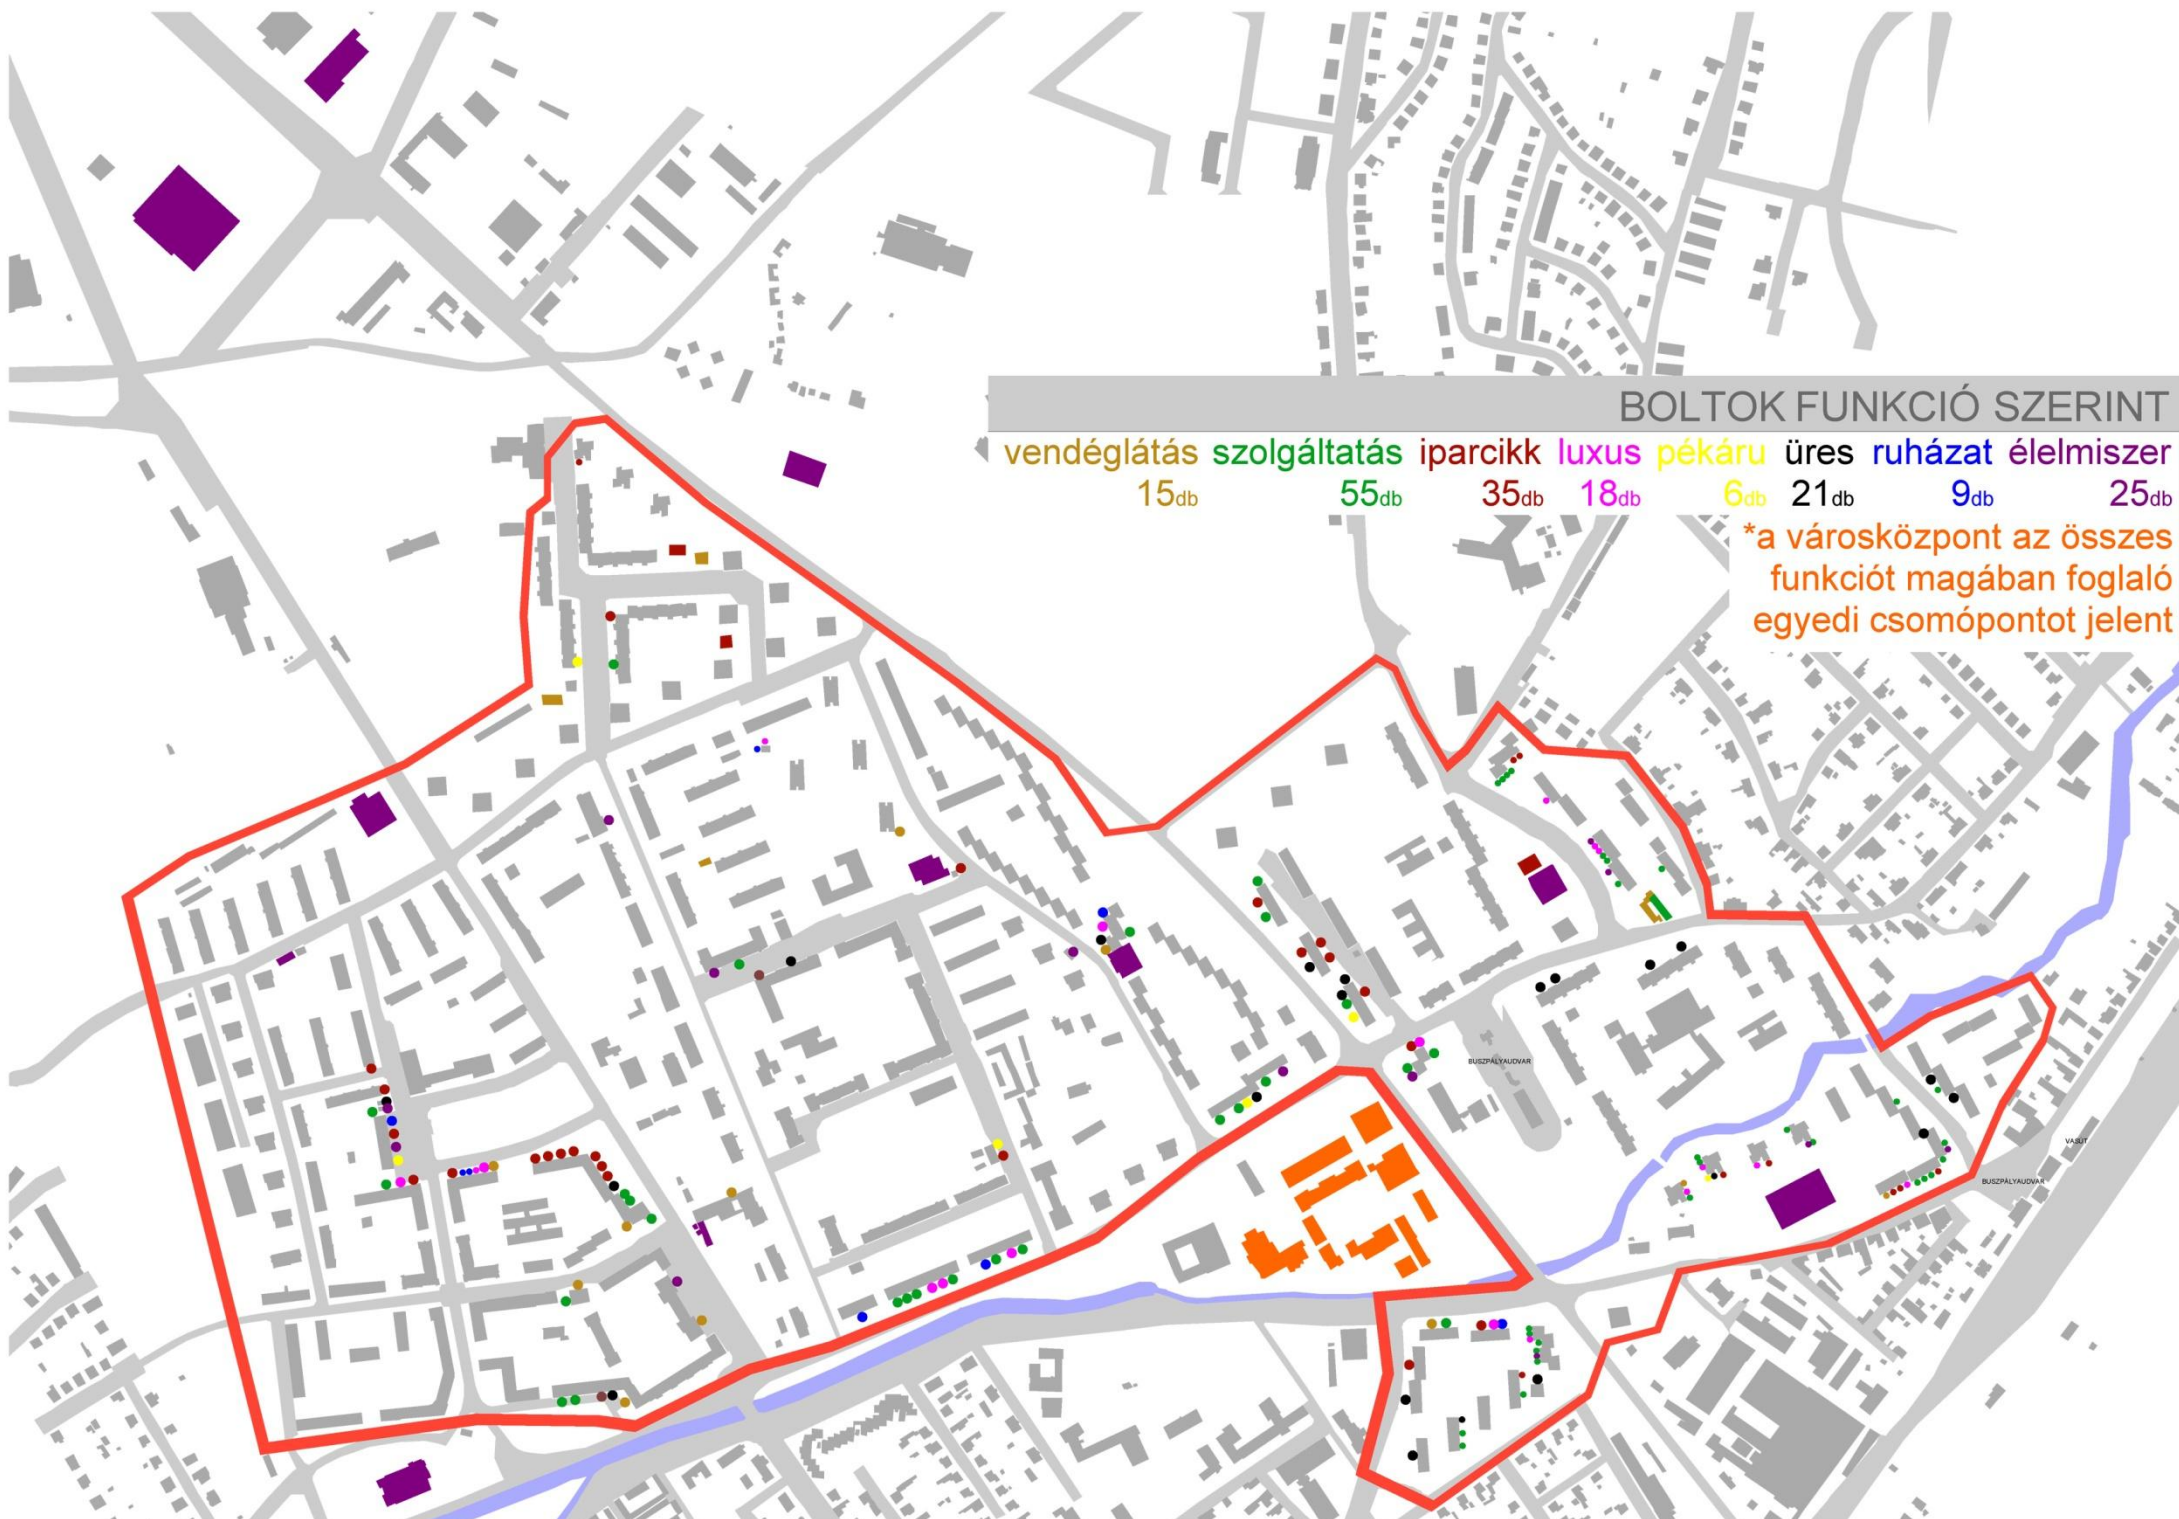 BOLTOK FUNKCIÓ SZERINT
vendéglátás szolgáltatás iparcikk luxus pékáru üres ruházat élelmiszer
15db 55db 35db 18db 6db 21db 9db 25db
*a városközpont az összes
funkciót magában foglaló
egyedi csomópontot jelent
BUSZPÁLYAUDVAR
VASÚT
BUSZPÁLYAUDVAR